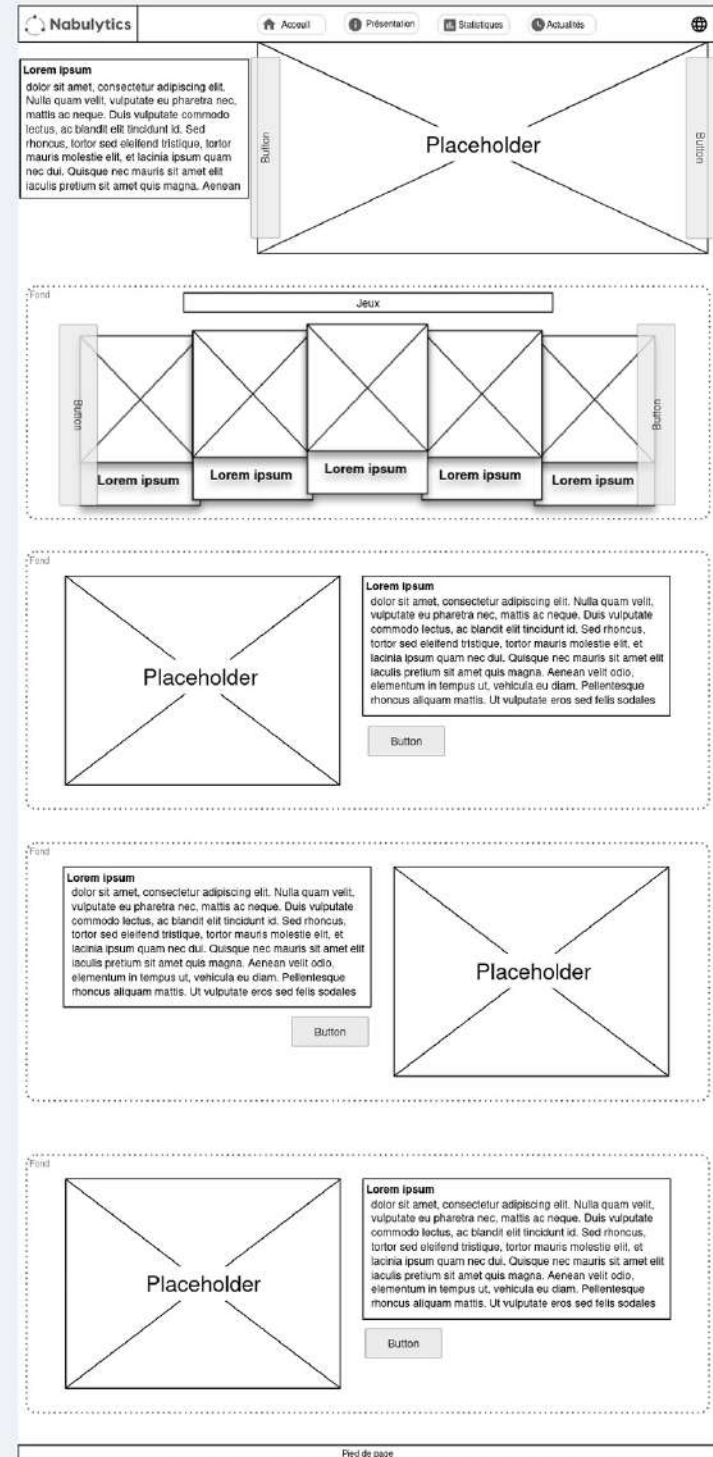 Nabulytics
Acceuil
Présentation
Statistiques
Actualités
Lorem ipsum
dolor sit amet, consectetur adipiscing elit.
Nulla quam velit, vulputate eu pharetra nec,
mattis ac neque. Duis vulputate commodo
lectus, ac blandit elit tincidunt id. Sed
rhoncus, tortor sed eleifend tristique, tortor
mauris molestie elit, et lacinia ipsum quam
nec dui. Quisque nec mauris sit amet elit
iaculis pretium sit amet quis magna. Aenean
Button
Placeholder
Button
Fond
Jeux
Button
Button
Lorem ipsum
Lorem ipsum
Lorem ipsum
Lorem ipsum
Lorem ipsum
Fond
Placeholder
Lorem ipsum
dolor sit amet, consectetur adipiscing elit. Nulla quam velit,
vulputate eu pharetra nec, mattis ac neque. Duis vulputate
commodo lectus, ac blandit elit tincidunt id. Sed rhoncus,
tortor sed eleifend tristique, tortor mauris molestie elit, et
lacinia ipsum quam nec dui. Quisque nec mauris sit amet elit
iaculis pretium sit amet quis magna. Aenean velit odio,
elementum in tempus ut, vehicula eu diam. Pellentesque
rhoncus aliquam mattis. Ut vulputate eros sed felis sodales
Button
Fond
Lorem ipsum
dolor sit amet, consectetur adipiscing elit. Nulla quam velit,
vulputate eu pharetra nec, mattis ac neque. Duis vulputate
commodo lectus, ac blandit elit tincidunt id. Sed rhoncus,
tortor sed eleifend tristique, tortor mauris molestie elit, et
lacinia ipsum quam nec dui. Quisque nec mauris sit amet elit
iaculis pretium sit amet quis magna. Aenean velit odio,
elementum in tempus ut, vehicula eu diam. Pellentesque
rhoncus aliquam mattis. Ut vulputate eros sed felis sodales
Button
Placeholder
Fond
Placeholder
Lorem ipsum
dolor sit amet, consectetur adipiscing elit. Nulla quam velit,
vulputate eu pharetra nec, mattis ac neque. Duis vulputate
commodo lectus, ac blandit elit tincidunt id. Sed rhoncus,
tortor sed eleifend tristique, tortor mauris molestie elit, et
lacinia ipsum quam nec dui. Quisque nec mauris sit amet elit
iaculis pretium sit amet quis magna. Aenean velit odio,
elementum in tempus ut, vehicula eu diam. Pellentesque
rhoncus aliquam mattis. Ut vulputate eros sed felis sodales
Button
Pied de page